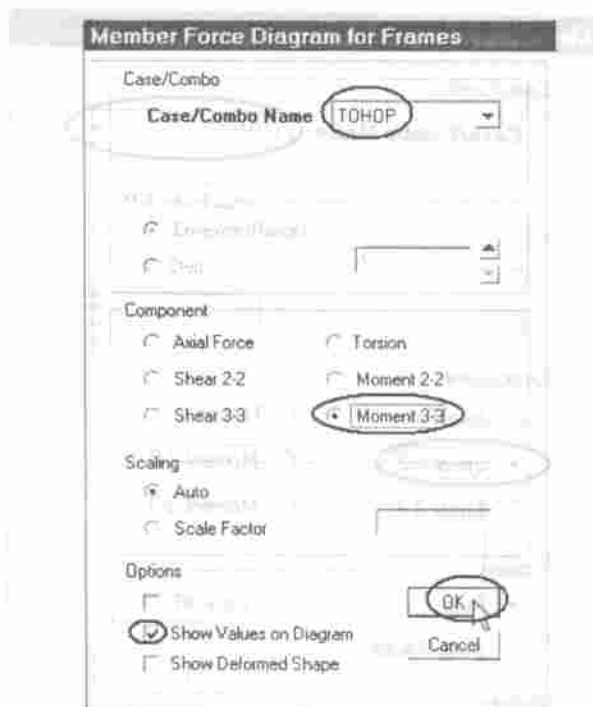 Member Force Diagram for Frames
Case/Combo
Case/Combo Name TOHOP
Component
Axial Force Torsion
Shear 2-2 Moment 2-2
Shear 3-3 Moment 3-3
Scaling
Auto
Scale Factor
Options
OK
Show Values on Diagram
Cancel
Show Deformed Shape